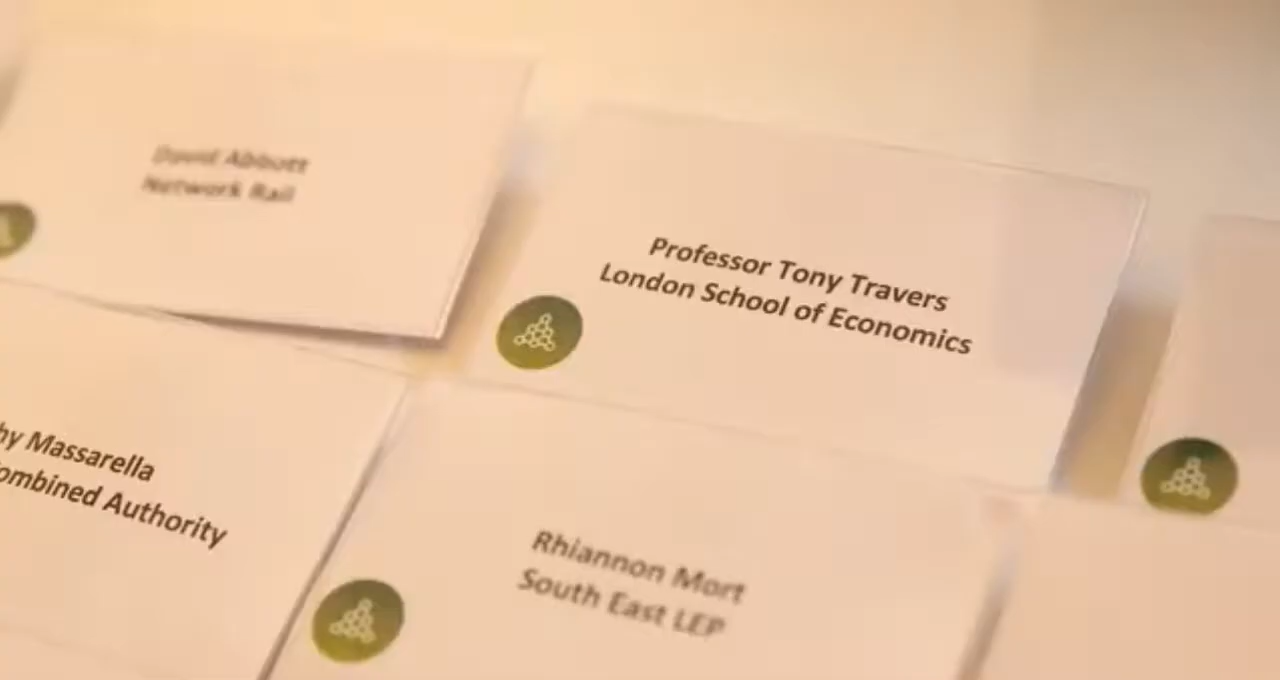 David Abbott
Network Rail
Professor Tony Travers
London School of Economics
hy Massarella
ombined Authority
Rhiannon Mort
South East LEP